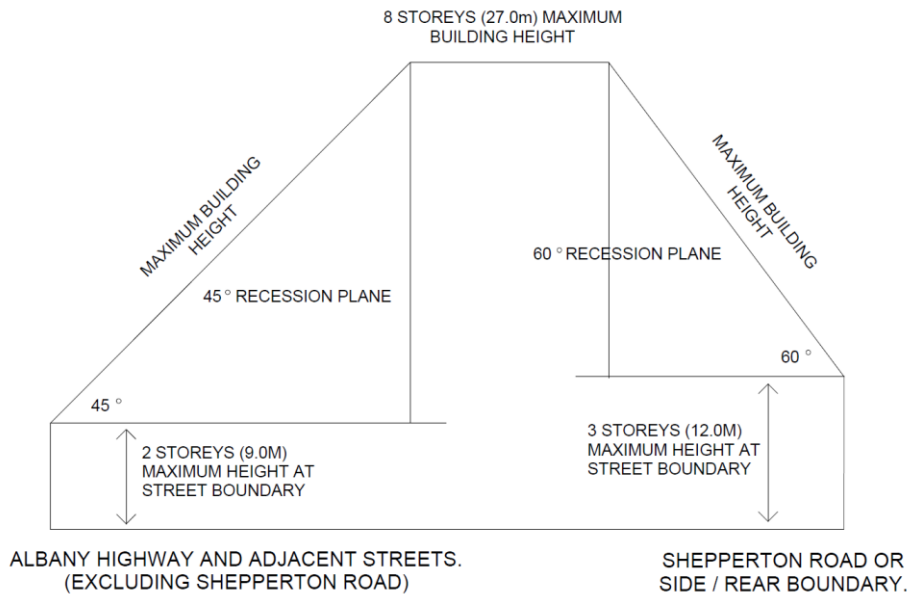 8 STOREYS (27.0m) MAXIMUM
BUILDING HEIGHT
MAXIMUM BUILDING
HEIGHT
MAXIMUM BUILDING
HEIGHT
45° RECESSION PLANE
60° RECESSION PLANE
45°
60°
2 STOREYS (9.0M)
MAXIMUM HEIGHT AT
STREET BOUNDARY
3 STOREYS (12.0M)
MAXIMUM HEIGHT AT
STREET BOUNDARY
ALBANY HIGHWAY AND ADJACENT STREETS.
(EXCLUDING SHEPPERTON ROAD)
SHEPPERTON ROAD OR
SIDE / REAR BOUNDARY.